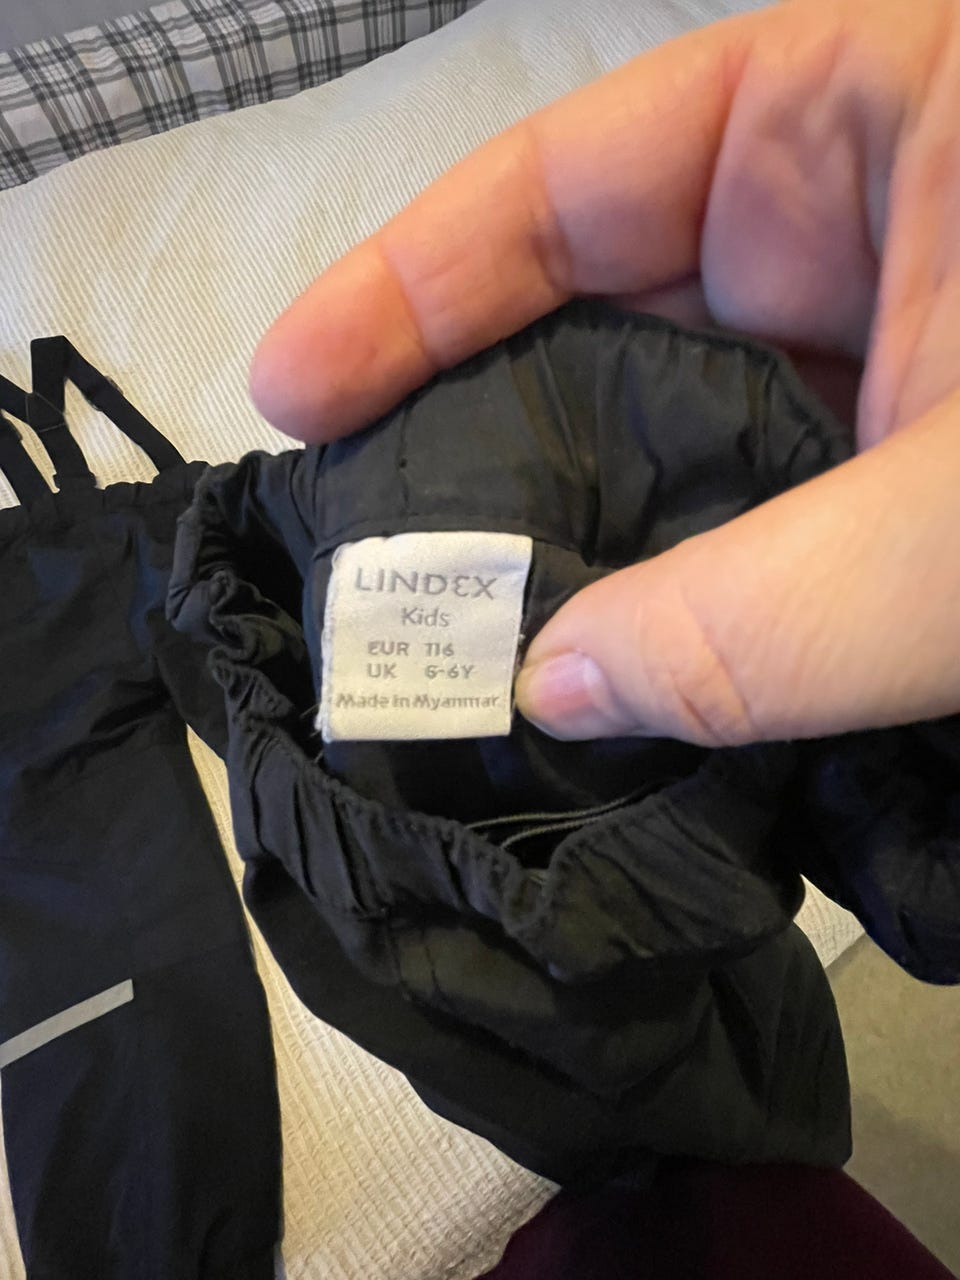 LINDEX
Kids
EUR 116
UK 5-6Y
Made in Myanmar